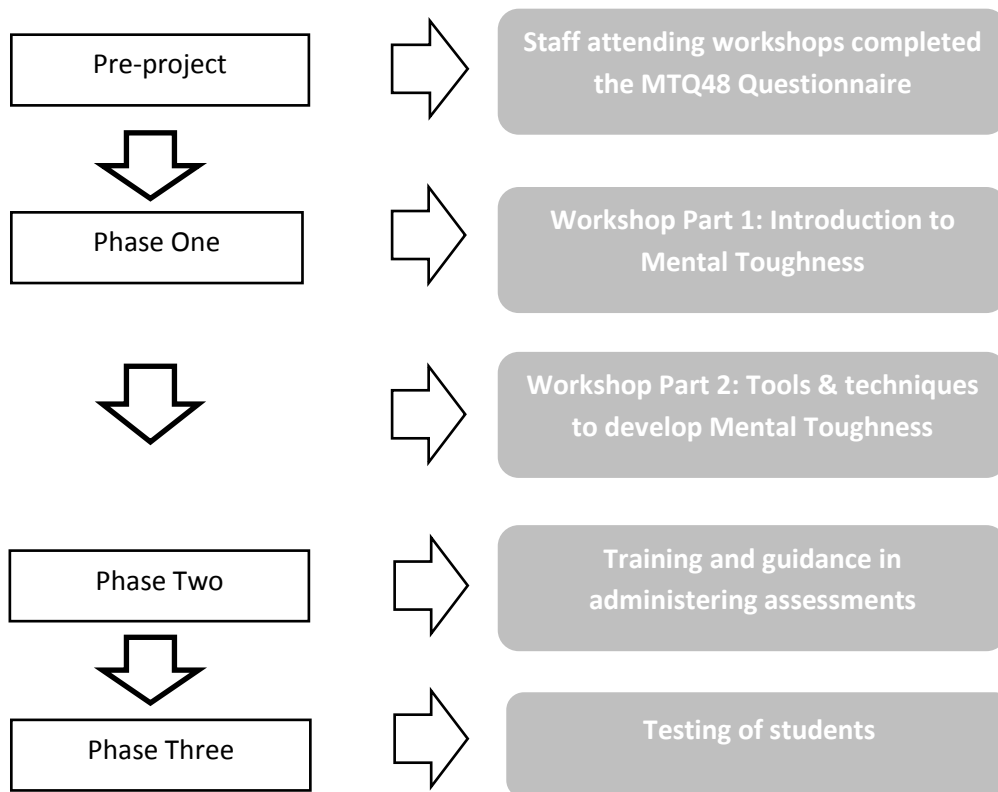 Pre-project
Staff attending workshops completed
the MTQ48 Questionnaire
Phase One
Workshop Part 1: Introduction to
Mental Toughness
Workshop Part 2: Tools & techniques
to develop Mental Toughness
Phase Two
Training and guidance in
administering assessments
Phase Three
Testing of students